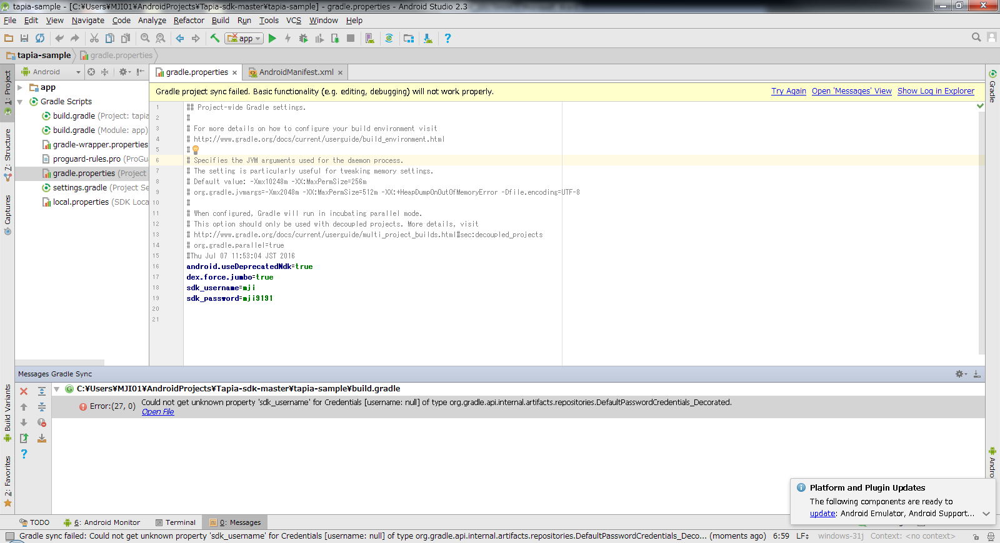 tapia-sample - [C:¥Users¥MJI01¥AndroidProjects¥Tapia-sdk-master¥tapia-sample] - gradle.properties - Android Studio 2.3
File Edit View Navigate Code Analyze Refactor Build Run Tools VCS Window Help
app
tapia-sample gradle.properties
Android
gradle.properties AndroidManifest.xml
1: Project
7: Structure
Captures
Build Variants
2: Favorites
app
Gradle Scripts
build.gradle (Project: tapia
build.gradle (Module: app)
gradle-wrapper.properties
proguard-rules.pro (ProGua
gradle.properties (Project
settings.gradle (Project Se
local.properties (SDK Loca
Gradle project sync failed. Basic functionality (e.g. editing, debugging) will not work properly. Try Again Open 'Messages' View Show Log in Explorer
1 ## Project-wide Gradle settings.
2 #
3 # For more details on how to configure your build environment visit
4 # http://www.gradle.org/docs/current/userguide/build_environment.html
5 #
6 # Specifies the JVM arguments used for the daemon process.
7 # The setting is particularly useful for tweaking memory settings.
8 # Default value: -Xmx10248m -XX:MaxPermSize=256m
9 # org.gradle.jvmargs=-Xmx2048m -XX:MaxPermSize=512m -XX:+HeapDumpOnOutOfMemoryError -Dfile.encoding=UTF-8
10 #
11 # When configured, Gradle will run in incubating parallel mode.
12 # This option should only be used with decoupled projects. More details, visit
13 # http://www.gradle.org/docs/current/userguide/multi_project_builds.html#sec:decoupled_projects
14 # org.gradle.parallel=true
15 #Thu Jul 07 11:53:04 JST 2016
16 android.useDeprecatedNdk=true
17 dex.force.jumbo=true
18 sdk_username=mji
19 sdk_password=mji9191
20
21
Gradle
Andro
Messages Gradle Sync
C:¥Users¥MJI01¥AndroidProjects¥Tapia-sdk-master¥tapia-sample¥build.gradle
Error:(27, 0) Could not get unknown property 'sdk_username' for Credentials [username: null] of type org.gradle.api.internal.artifacts.repositories.DefaultPasswordCredentials_Decorated.
Open File
Platform and Plugin Updates
The following components are ready to
update: Android Emulator, Android Support...
TODO 6: Android Monitor Terminal 0: Messages
Gradle sync failed: Could not get unknown property 'sdk_username' for Credentials [username: null] of type org.gradle.api.internal.artifacts.repositories.DefaultPasswordCredentials_Deco... (moments ago) 6:59 LF windows-31j Context: <no context>